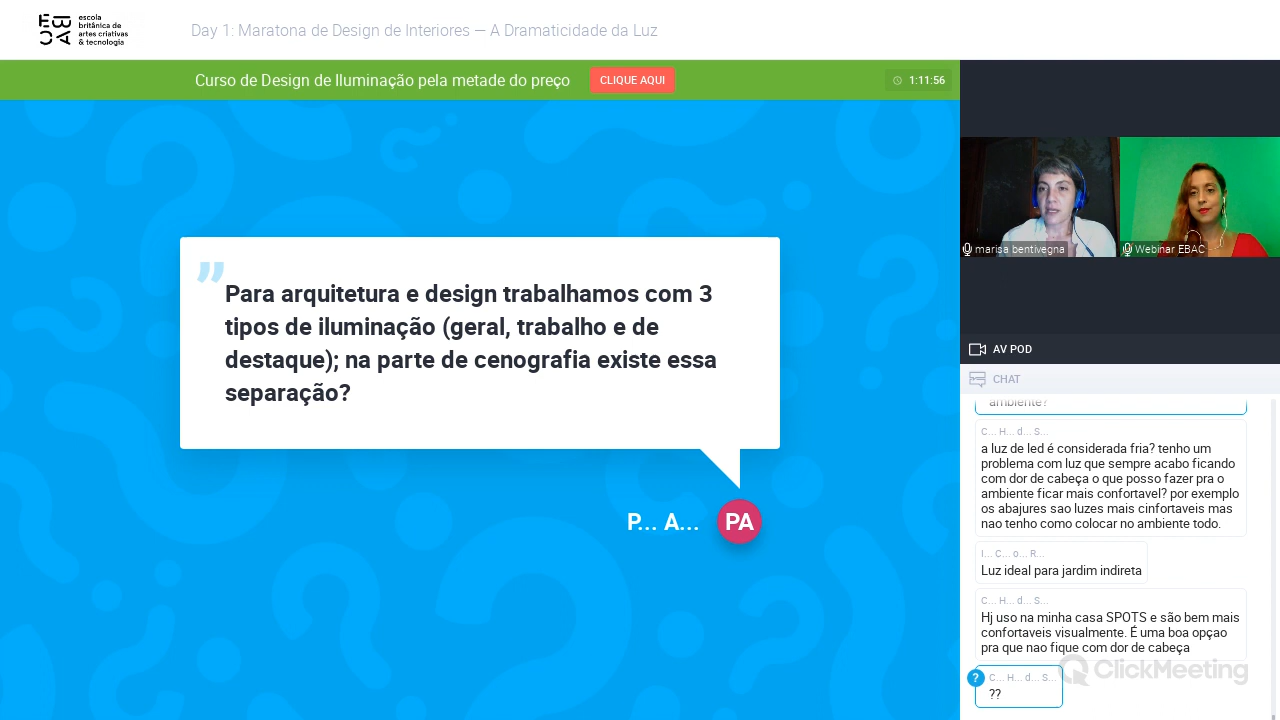 EBAC
escola
britânica de
artes criativas
& tecnologia
Day 1: Maratona de Design de Interiores — A Dramaticidade da Luz
Curso de Design de Iluminação pela metade do preço
CLIQUE AQUI
1:11:56
”
Para arquitetura e design trabalhamos com 3
tipos de iluminação (geral, trabalho e de
destaque); na parte de cenografia existe essa
separação?
P... A...
PA
marisa bentivegna
Webinar EBAC
AV POD
CHAT
ambiente?
C... H... d... S...
a luz de led é considerada fria? tenho um
problema com luz que sempre acabo ficando
com dor de cabeça o que posso fazer pra o
ambiente ficar mais confortavel? por exemplo
os abajures sao luzes mais cinfortaveis mas
nao tenho como colocar no ambiente todo.
I... C... o... R...
Luz ideal para jardim indireta
C... H... d... S...
Hj uso na minha casa SPOTS e são bem mais
confortaveis visualmente. É uma boa opçao
pra que nao fique com dor de cabeça
ClickMeeting
?
C... H... d... S...
??